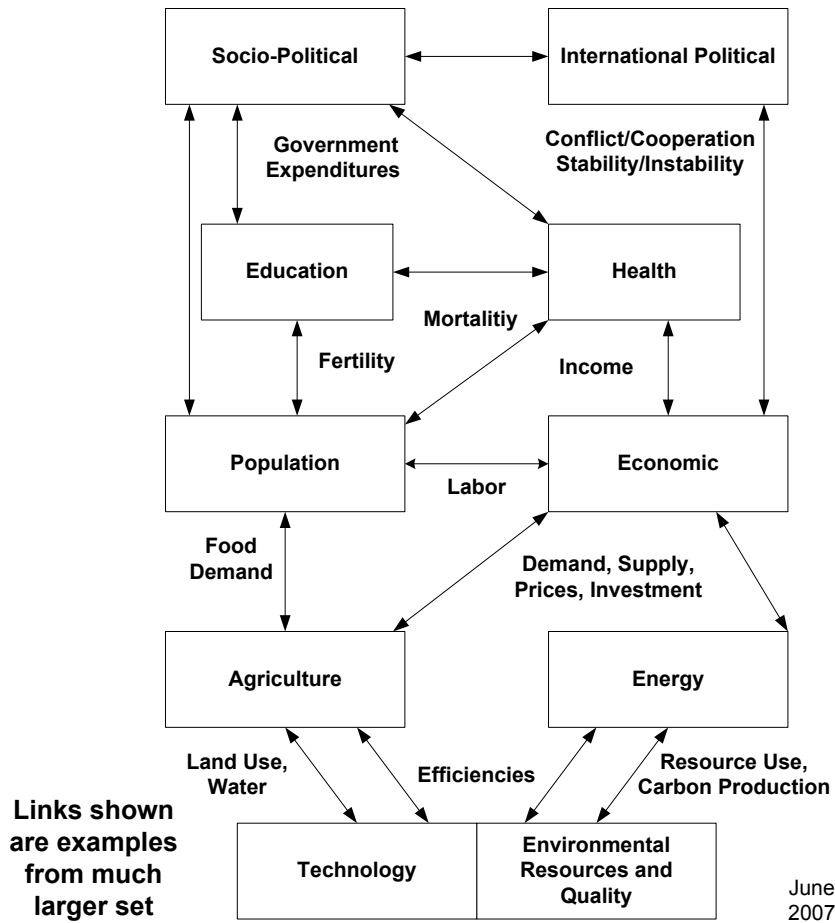 Socio-Political
International Political
Government
Expenditures
Conflict/Cooperation
Stability/Instability
Education
Health
Mortalitiy
Fertility
Income
Population
Economic
Labor
Food
Demand
Demand, Supply,
Prices, Investment
Agriculture
Energy
Land Use,
Water
Efficiencies
Resource Use,
Carbon Production
Links shown
are examples
from much
larger set
Technology
Environmental
Resources and
Quality
June
2007